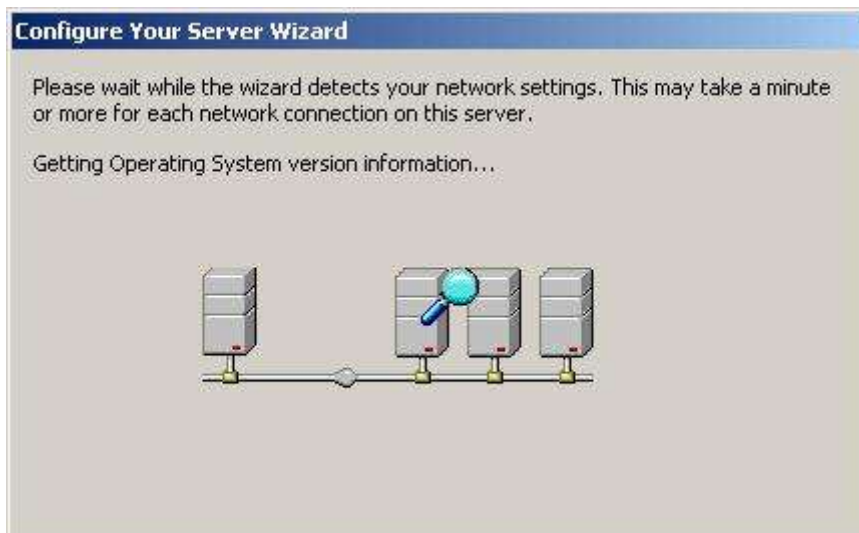 Configure Your Server Wizard
Please wait while the wizard detects your network settings. This may take a minute
or more for each network connection on this server.
Getting Operating System version information...